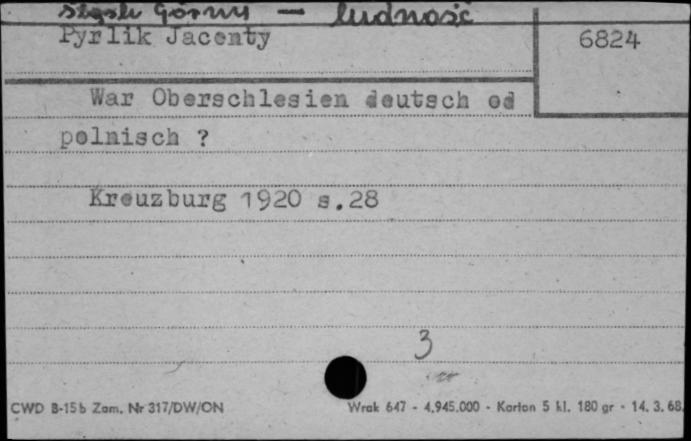 Śląsk Górny — ludność
Pyrlik Jacenty
6824
War Oberschlesien deutsch od
polnisch ?
Kreuzburg 1920 s.28
3
CWD B-15b Zam. Nr 317/DW/ON
Wrak 647 - 4.945.000 - Karton 5 kl. 180 gr - 14. 3. 68.